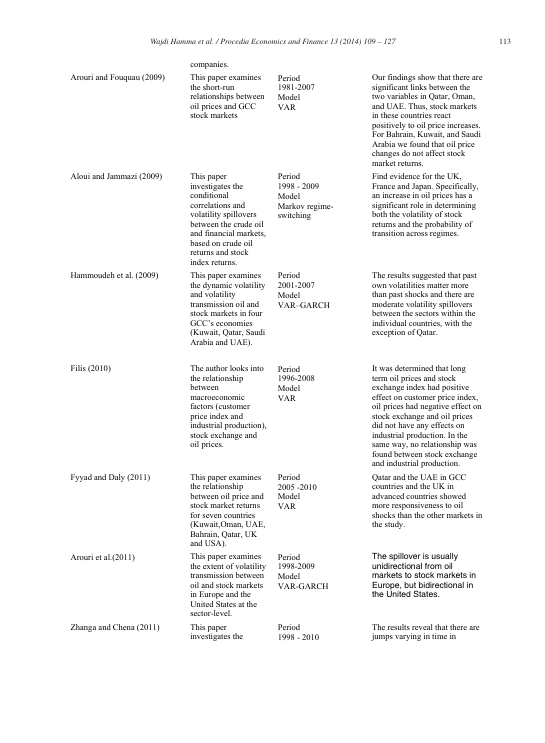 Wajdi Hamma et al. / Procedia Economics and Finance 13 (2014) 109 – 127
113
companies.
Arouri and Fouquau (2009)
This paper examines
the short-run
relationships between
oil prices and GCC
stock markets
Period
1981-2007
Model
VAR
Our findings show that there are
significant links between the
two variables in Qatar, Oman,
and UAE. Thus, stock markets
in these countries react
positively to oil price increases.
For Bahrain, Kuwait, and Saudi
Arabia we found that oil price
changes do not affect stock
market returns.
Aloui and Jammazi (2009)
This paper
investigates the
conditional
correlations and
volatility spillovers
between the crude oil
and financial markets,
based on crude oil
returns and stock
index returns.
Period
1998 - 2009
Model
Markov regime-
switching
Find evidence for the UK,
France and Japan. Specifically,
an increase in oil prices has a
significant role in determining
both the volatility of stock
returns and the probability of
transition across regimes.
Hammoudeh et al. (2009)
This paper examines
the dynamic volatility
and volatility
transmission oil and
stock markets in four
GCC's economies
(Kuwait, Qatar, Saudi
Arabia and UAE).
Period
2001-2007
Model
VAR–GARCH
The results suggested that past
own volatilities matter more
than past shocks and there are
moderate volatility spillovers
between the sectors within the
individual countries, with the
exception of Qatar.
Filis (2010)
The author looks into
the relationship
between
macroeconomic
factors (customer
price index and
industrial production),
stock exchange and
oil prices.
Period
1996-2008
Model
VAR
It was determined that long
term oil prices and stock
exchange index had positive
effect on customer price index,
oil prices had negative effect on
stock exchange and oil prices
did not have any effects on
industrial production. In the
same way, no relationship was
found between stock exchange
and industrial production.
Fyyad and Daly (2011)
This paper examines
the relationship
between oil price and
stock market returns
for seven countries
(Kuwait,Oman, UAE,
Bahrain, Qatar, UK
and USA).
Period
2005 -2010
Model
VAR
Qatar and the UAE in GCC
countries and the UK in
advanced countries showed
more responsiveness to oil
shocks than the other markets in
the study.
Arouri et al.(2011)
This paper examines
the extent of volatility
transmission between
oil and stock markets
in Europe and the
United States at the
sector-level.
Period
1998-2009
Model
VAR-GARCH
The spillover is usually
unidirectional from oil
markets to stock markets in
Europe, but bidirectional in
the United States.
Zhanga and Chena (2011)
This paper
investigates the
Period
1998 - 2010
The results reveal that there are
jumps varying in time in